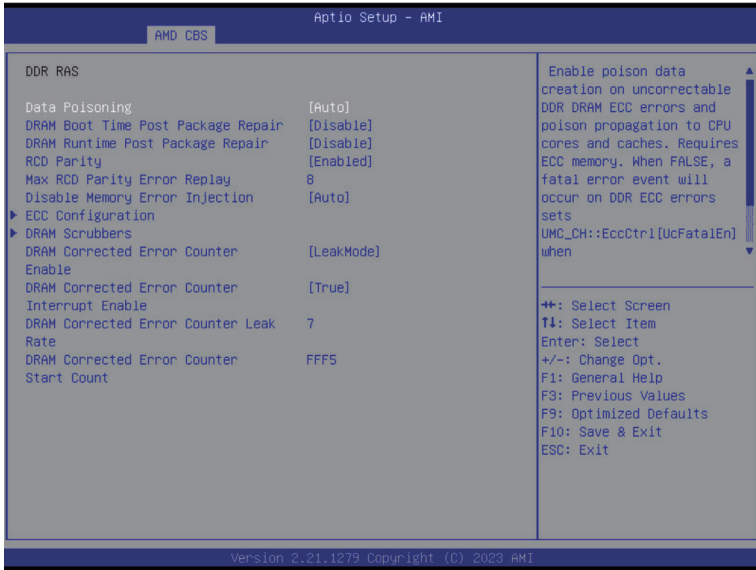 Aptio Setup – AMI
AMD CBS
DDR RAS
Data Poisoning [Auto]
DRAM Boot Time Post Package Repair [Disable]
DRAM Runtime Post Package Repair [Disable]
RCD Parity [Enabled]
Max RCD Parity Error Replay 8
Disable Memory Error Injection [Auto]
ECC Configuration
DRAM Scrubbers
DRAM Corrected Error Counter [LeakMode]
Enable
DRAM Corrected Error Counter [True]
Interrupt Enable
DRAM Corrected Error Counter Leak 7
Rate
DRAM Corrected Error Counter FFF5
Start Count
Enable poison data
creation on uncorrectable
DDR DRAM ECC errors and
poison propagation to CPU
cores and caches. Requires
ECC memory. When FALSE, a
fatal error event will
occur on DDR ECC errors
sets
UMC_CH::EccCtrl[UcFatalEn]
when
→←: Select Screen
↑↓: Select Item
Enter: Select
+/-: Change Opt.
F1: General Help
F3: Previous Values
F9: Optimized Defaults
F10: Save & Exit
ESC: Exit
Version 2.21.1279 Copyright (C) 2023 AMI